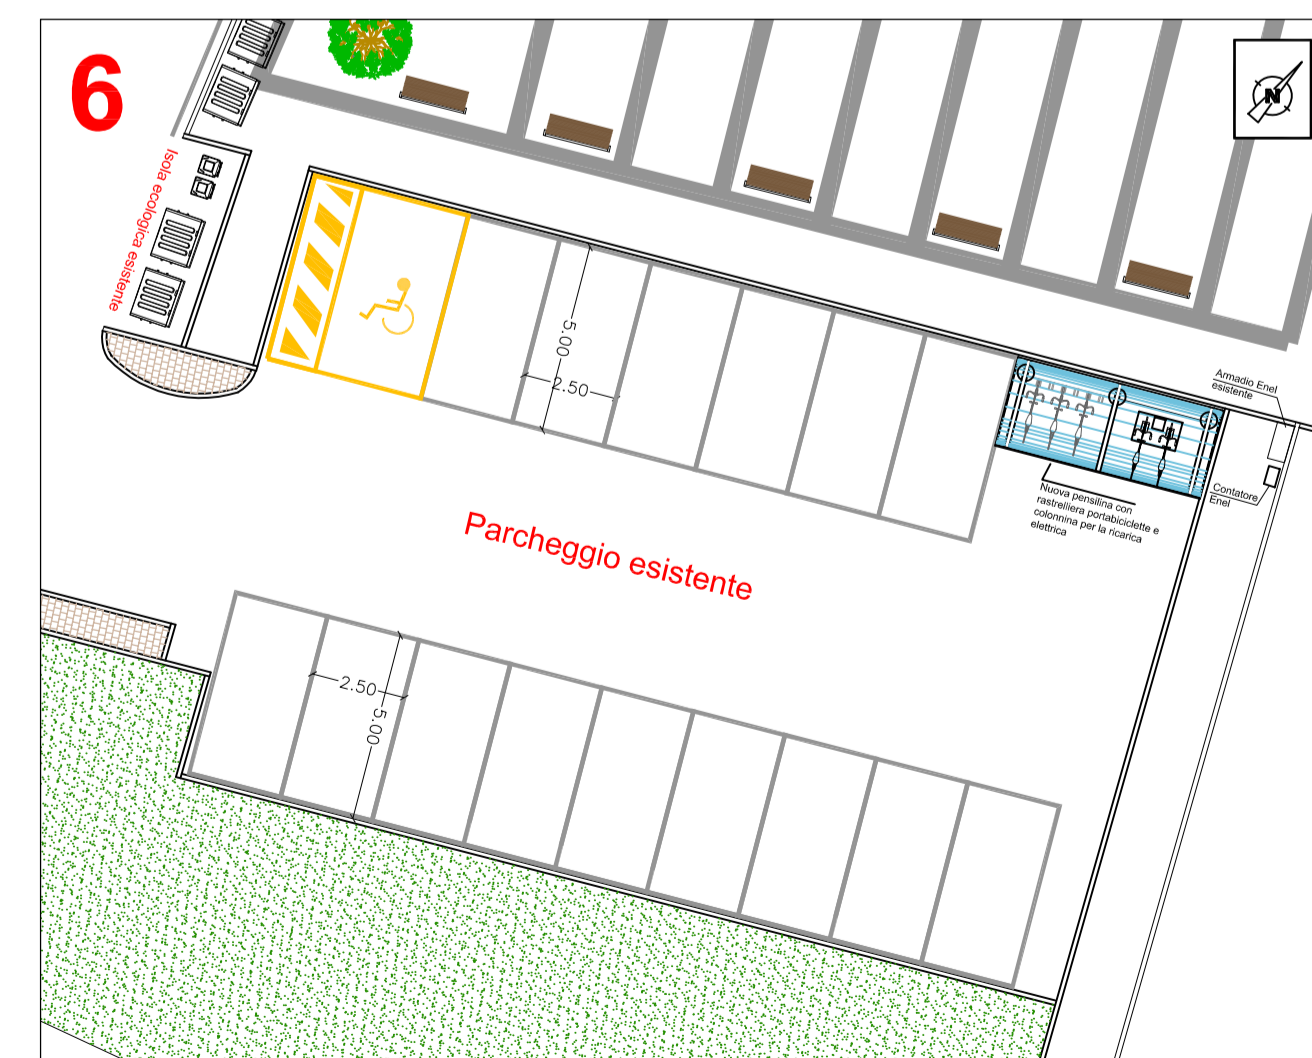 6
N
Isola ecologica esistente
5.00
2.50
Armadio Enel
esistente
Contatore
Enel
Nuova pensilina con
rastrelliera portabiciclette e
colonnina per la ricarica
elettrica
Parcheggio esistente
2.50
5.00